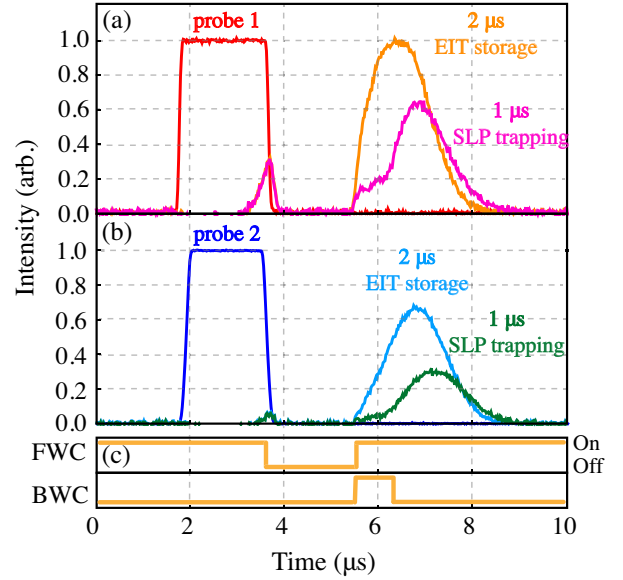 (a)
probe 1
2 μs
EIT storage
1 μs
SLP trapping
1.0
0.8
0.6
0.4
0.2
0.0
Intensity (arb.)
(b)
probe 2
2 μs
EIT storage
1 μs
SLP trapping
1.0
0.8
0.6
0.4
0.2
0.0
FWC
(c)
On
Off
BWC
0 2 4 6 8 10
Time (μs)